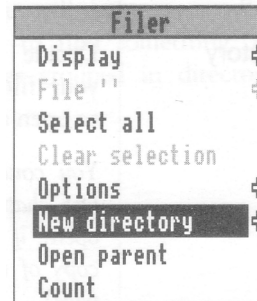 Filer
Display
File ''
Select all
Clear selection
Options
New directory
Open parent
Count